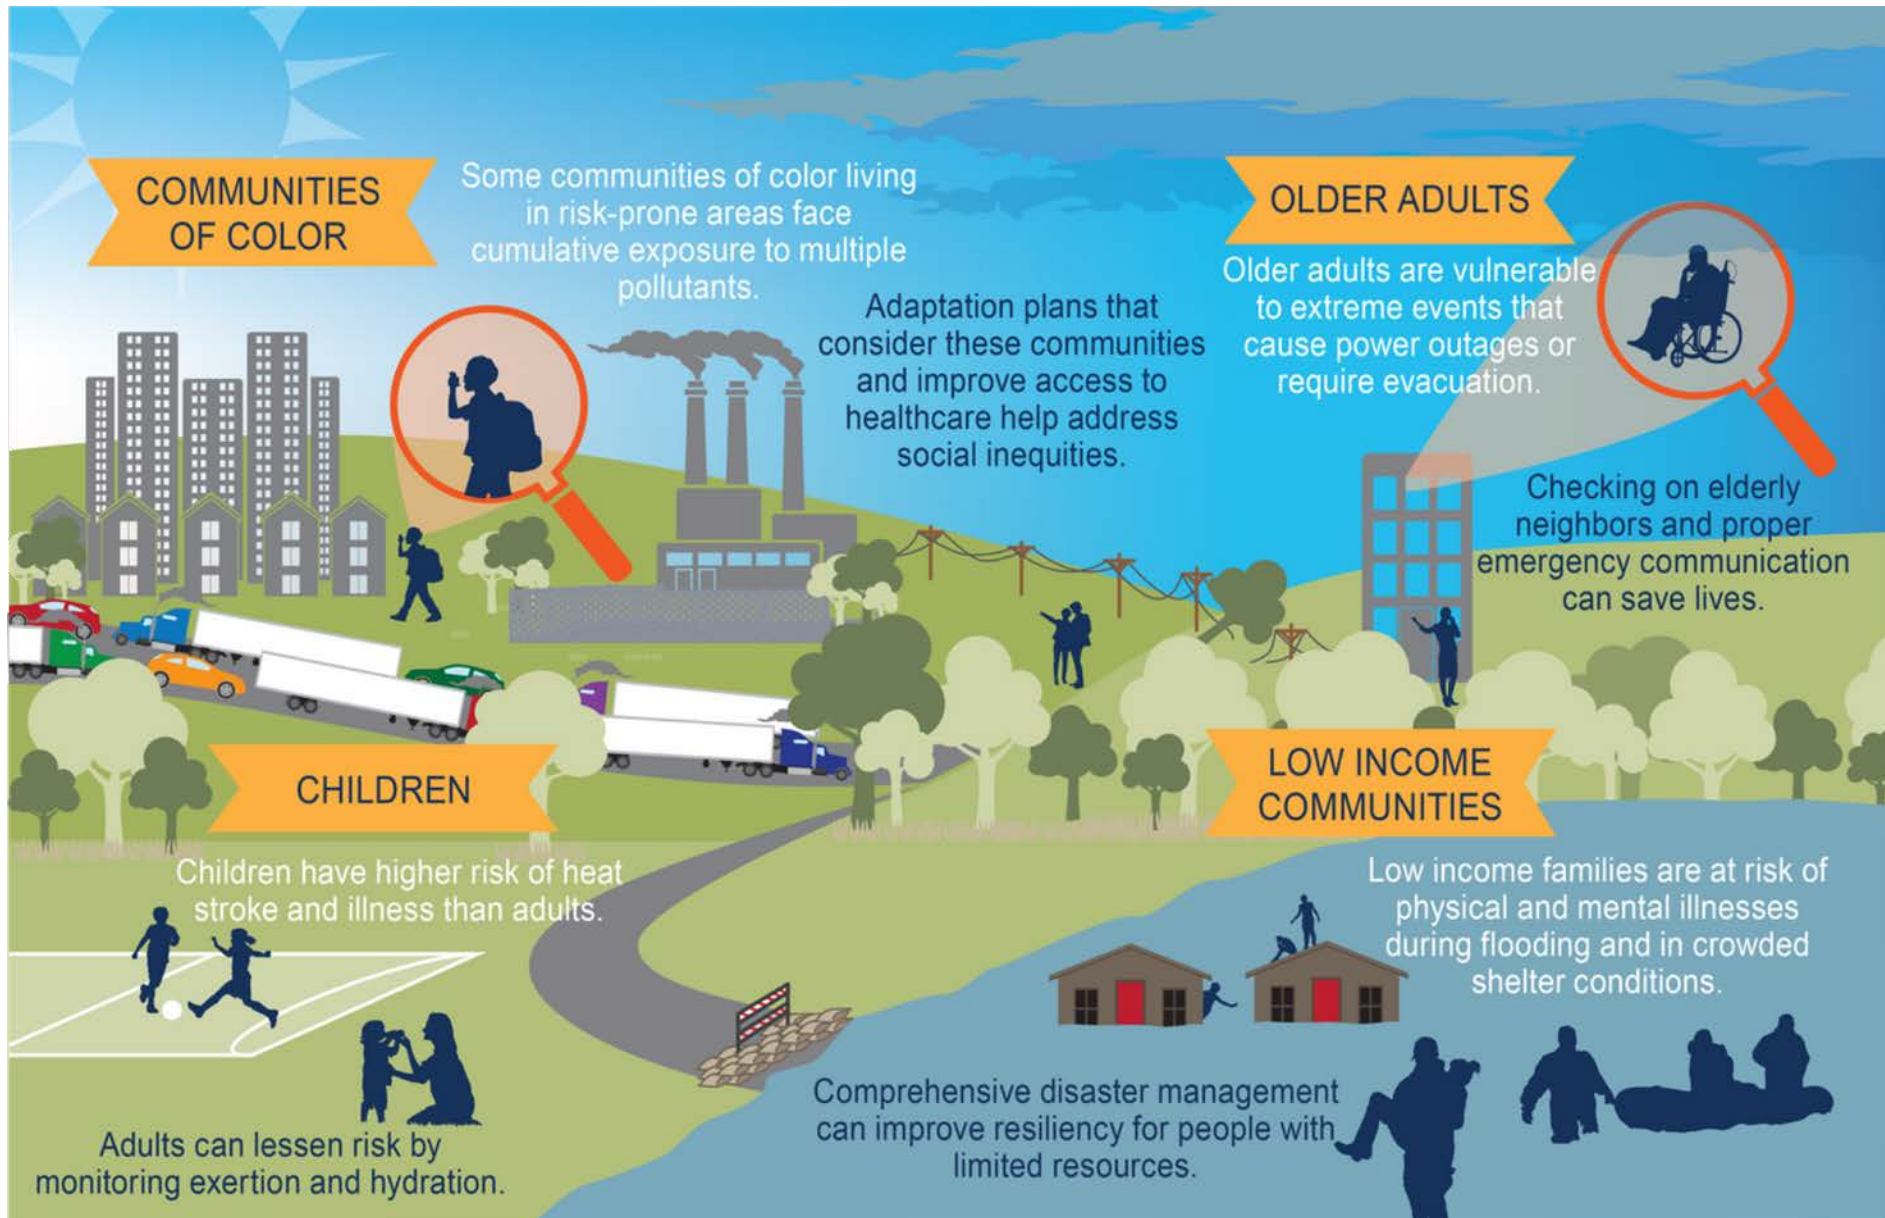 COMMUNITIES
OF COLOR
Some communities of color living
in risk-prone areas face
cumulative exposure to multiple
pollutants.
Adaptation plans that
consider these communities
and improve access to
healthcare help address
social inequities.
OLDER ADULTS
Older adults are vulnerable
to extreme events that
cause power outages or
require evacuation.
Checking on elderly
neighbors and proper
emergency communication
can save lives.
CHILDREN
Children have higher risk of heat
stroke and illness than adults.
Adults can lessen risk by
monitoring exertion and hydration.
LOW INCOME
COMMUNITIES
Low income families are at risk of
physical and mental illnesses
during flooding and in crowded
shelter conditions.
Comprehensive disaster management
can improve resiliency for people with
limited resources.